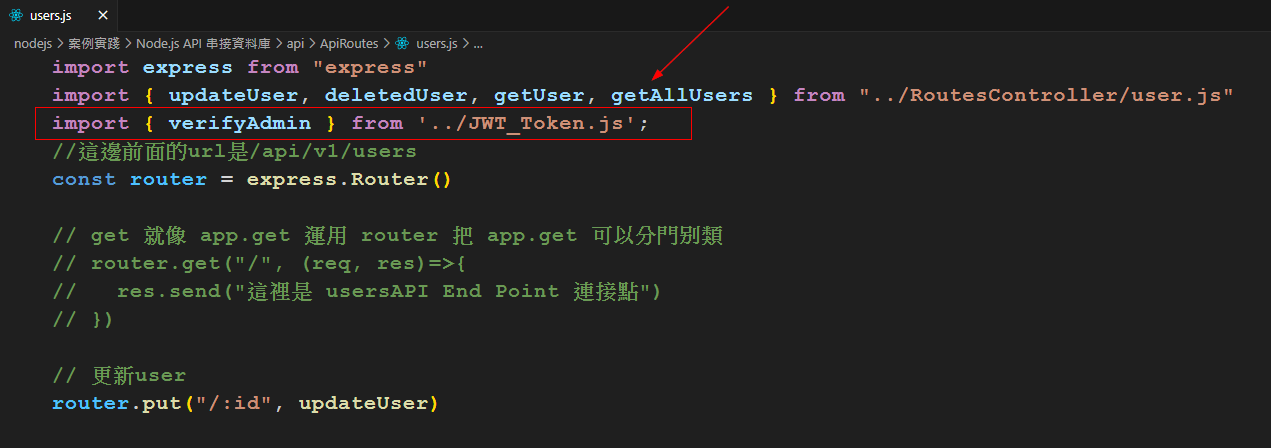 users.js
nodejs > 案例實踐 > Node.js API 串接資料庫 > api > ApiRoutes > users.js > ...
import express from "express"
import { updateUser, deletedUser, getUser, getAllUsers } from "../RoutesController/user.js"
import { verifyAdmin } from '../JWT_Token.js';
//這邊前面的url是/api/v1/users
const router = express.Router()
// get 就像 app.get 運用 router 把 app.get 可以分門別類
// router.get("/", (req, res)=>{
//   res.send("這裡是 usersAPI End Point 連接點")
// })
// 更新user
router.put("/:id", updateUser)